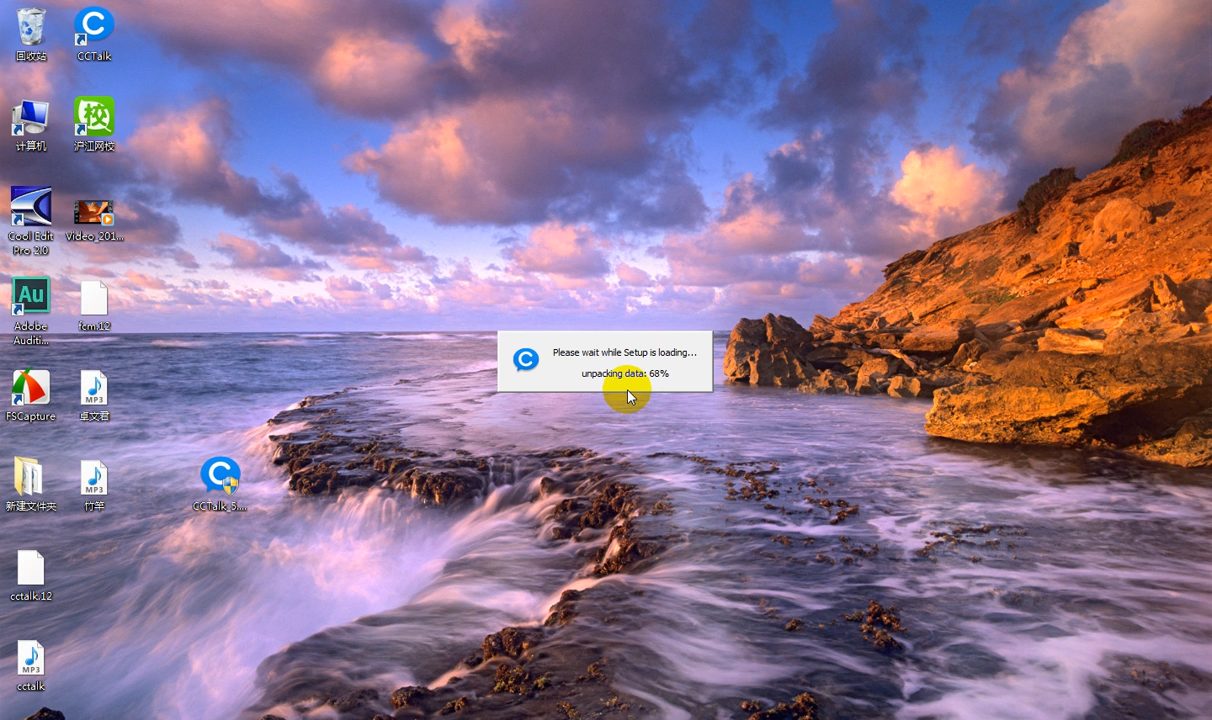 回收站
CCTalk
计算机
校
沪江网校
Cool Edit
Pro 2.0
Video_201...
Au
Adobe
Auditi...
fcm.12
FSCapture
MP3
卓文君
新建文件夹
MP3
竹竿
CCTalk_5....
cctalk.12
MP3
cctalk
Please wait while Setup is loading...
unpacking data: 68%